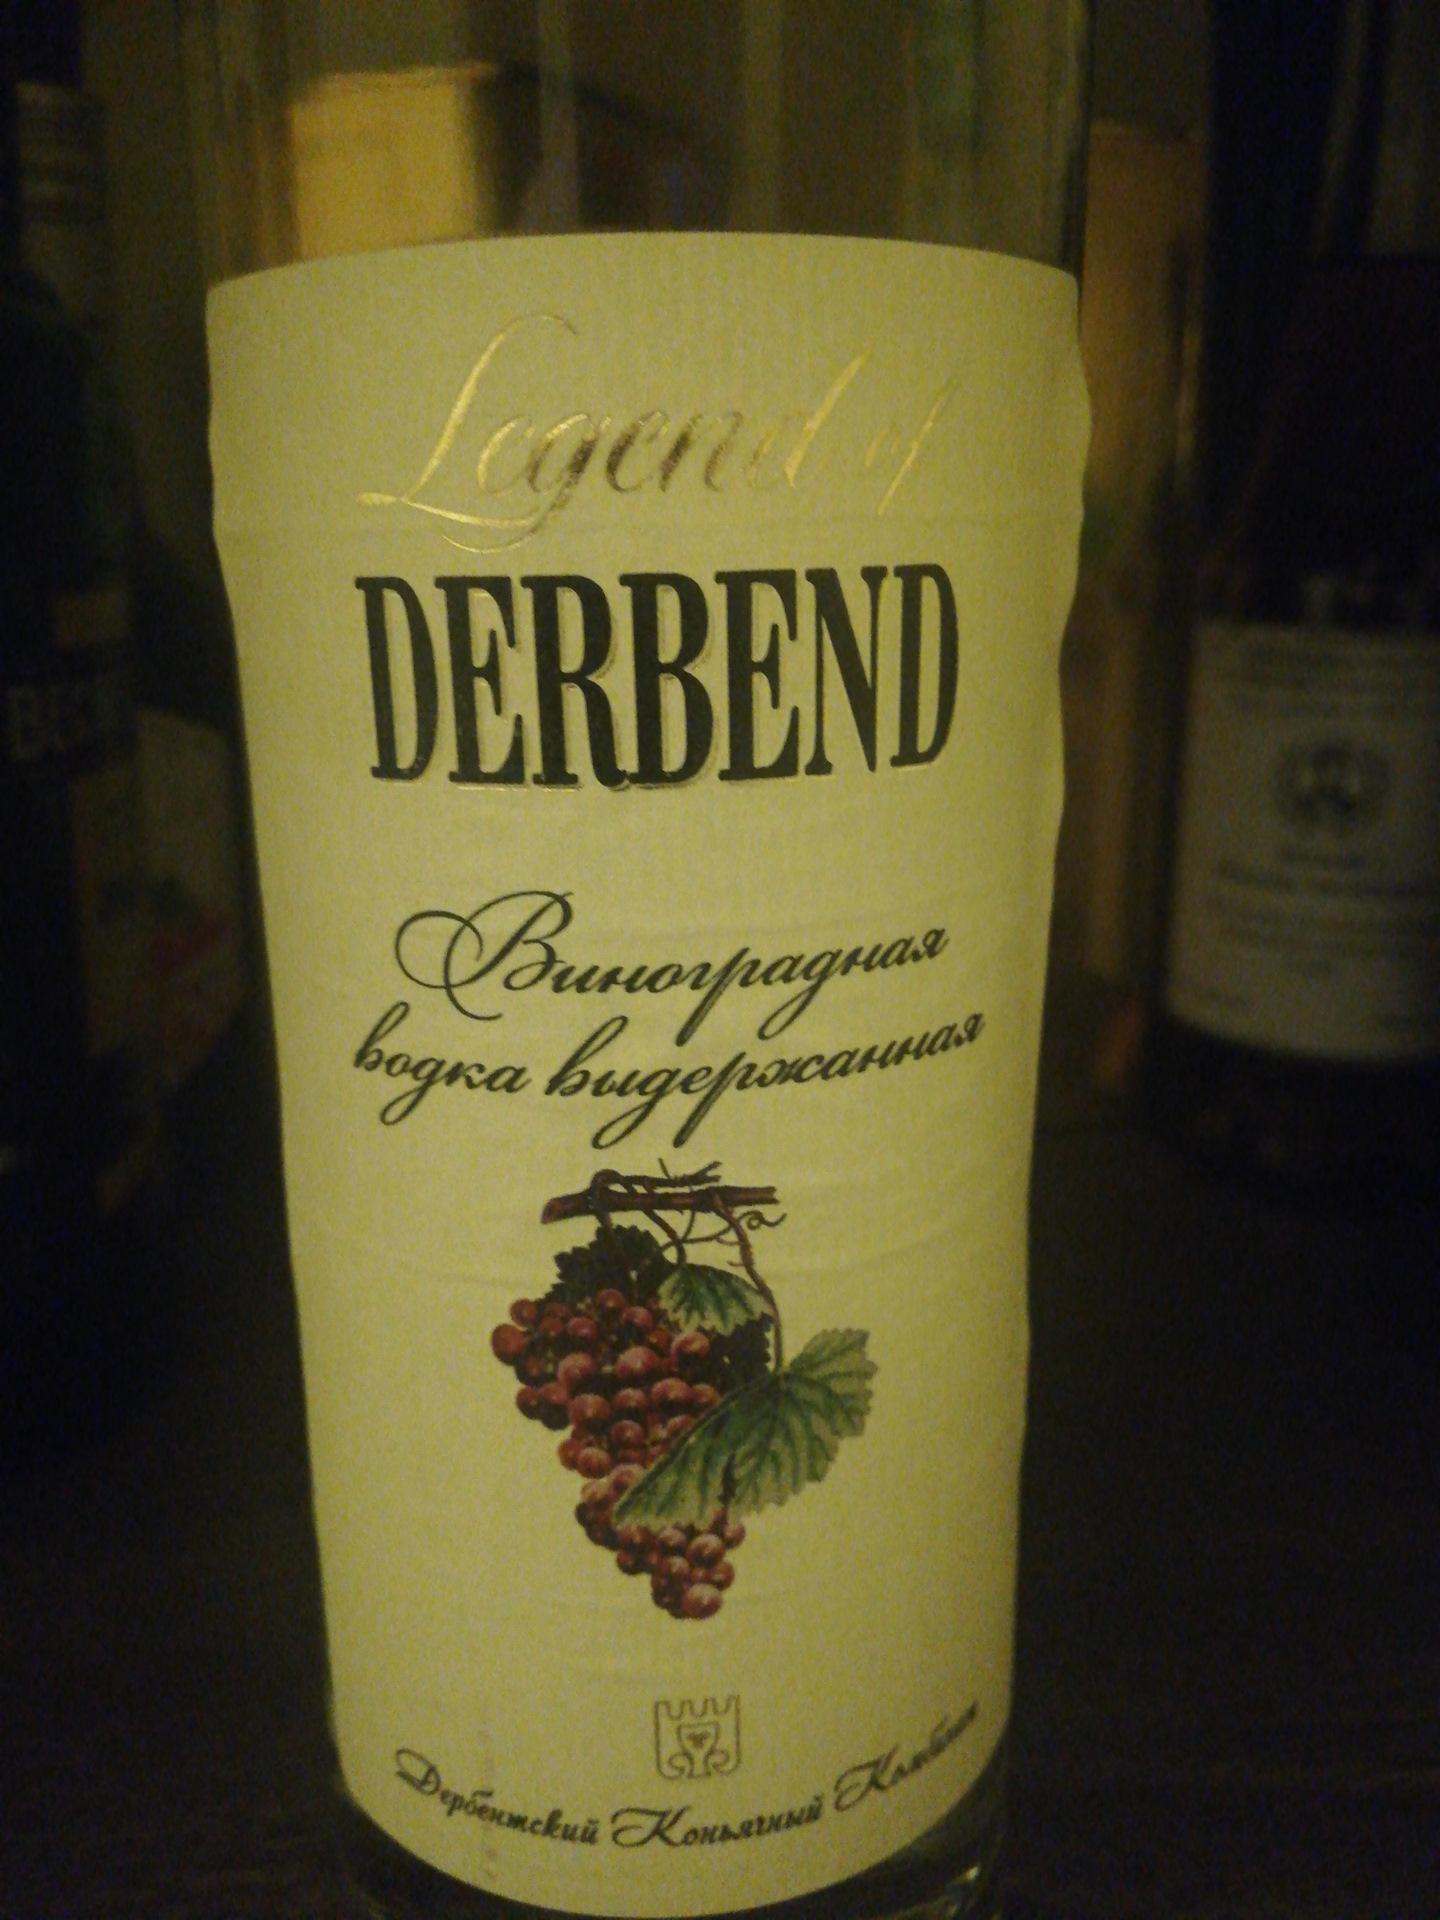 Legend of
DERBEND
Виноградная
водка выдержанная
Дербентский Коньячный Комбинат